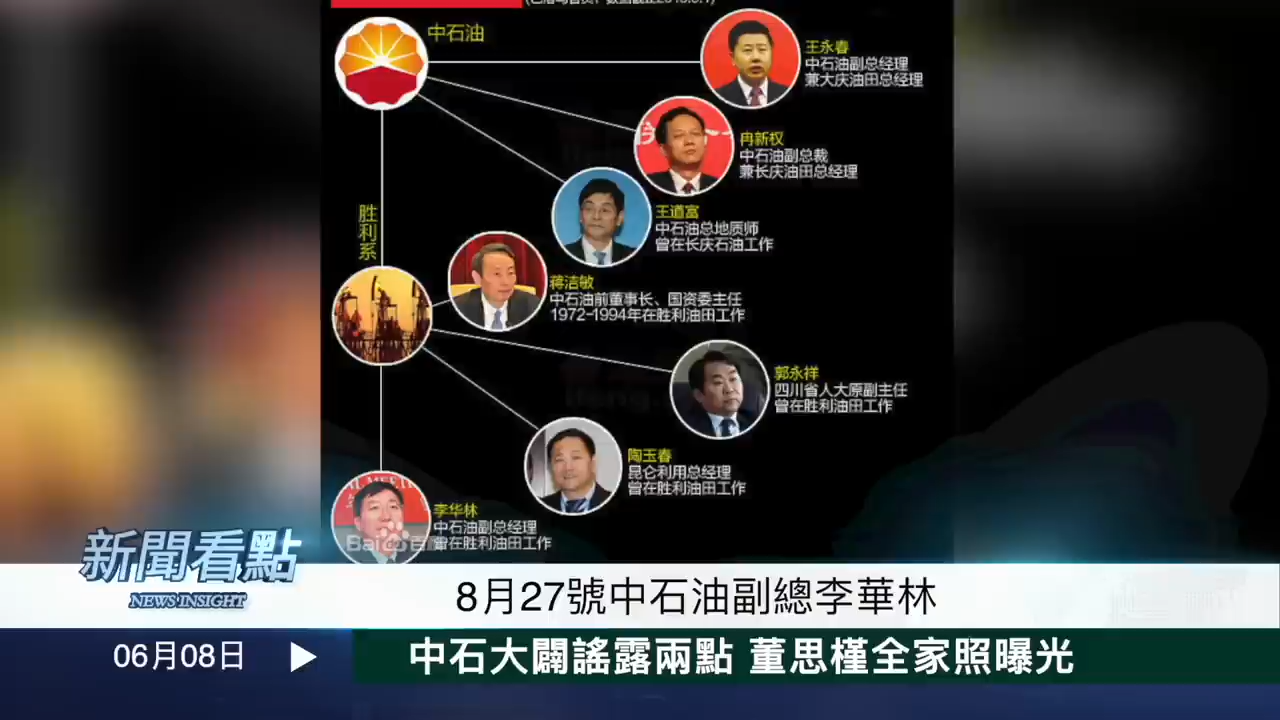 中石油
王永春
中石油副总经理
兼大庆油田总经理
冉新权
中石油副总裁
兼长庆油田总经理
王道富
中石油总地质师
曾在长庆石油工作
胜利系
蒋洁敏
中石油前董事长、国资委主任
1972-1994年在胜利油田工作
郭永祥
四川省人大原副主任
曾在胜利油田工作
陶玉春
昆仑利用总经理
曾在胜利油田工作
李华林
中石油副总经理
曾在胜利油田工作
新聞看點
NEWS INSIGHT
8月27號中石油副總李華林
06月08日
中石大闢謠露兩點 董思槿全家照曝光